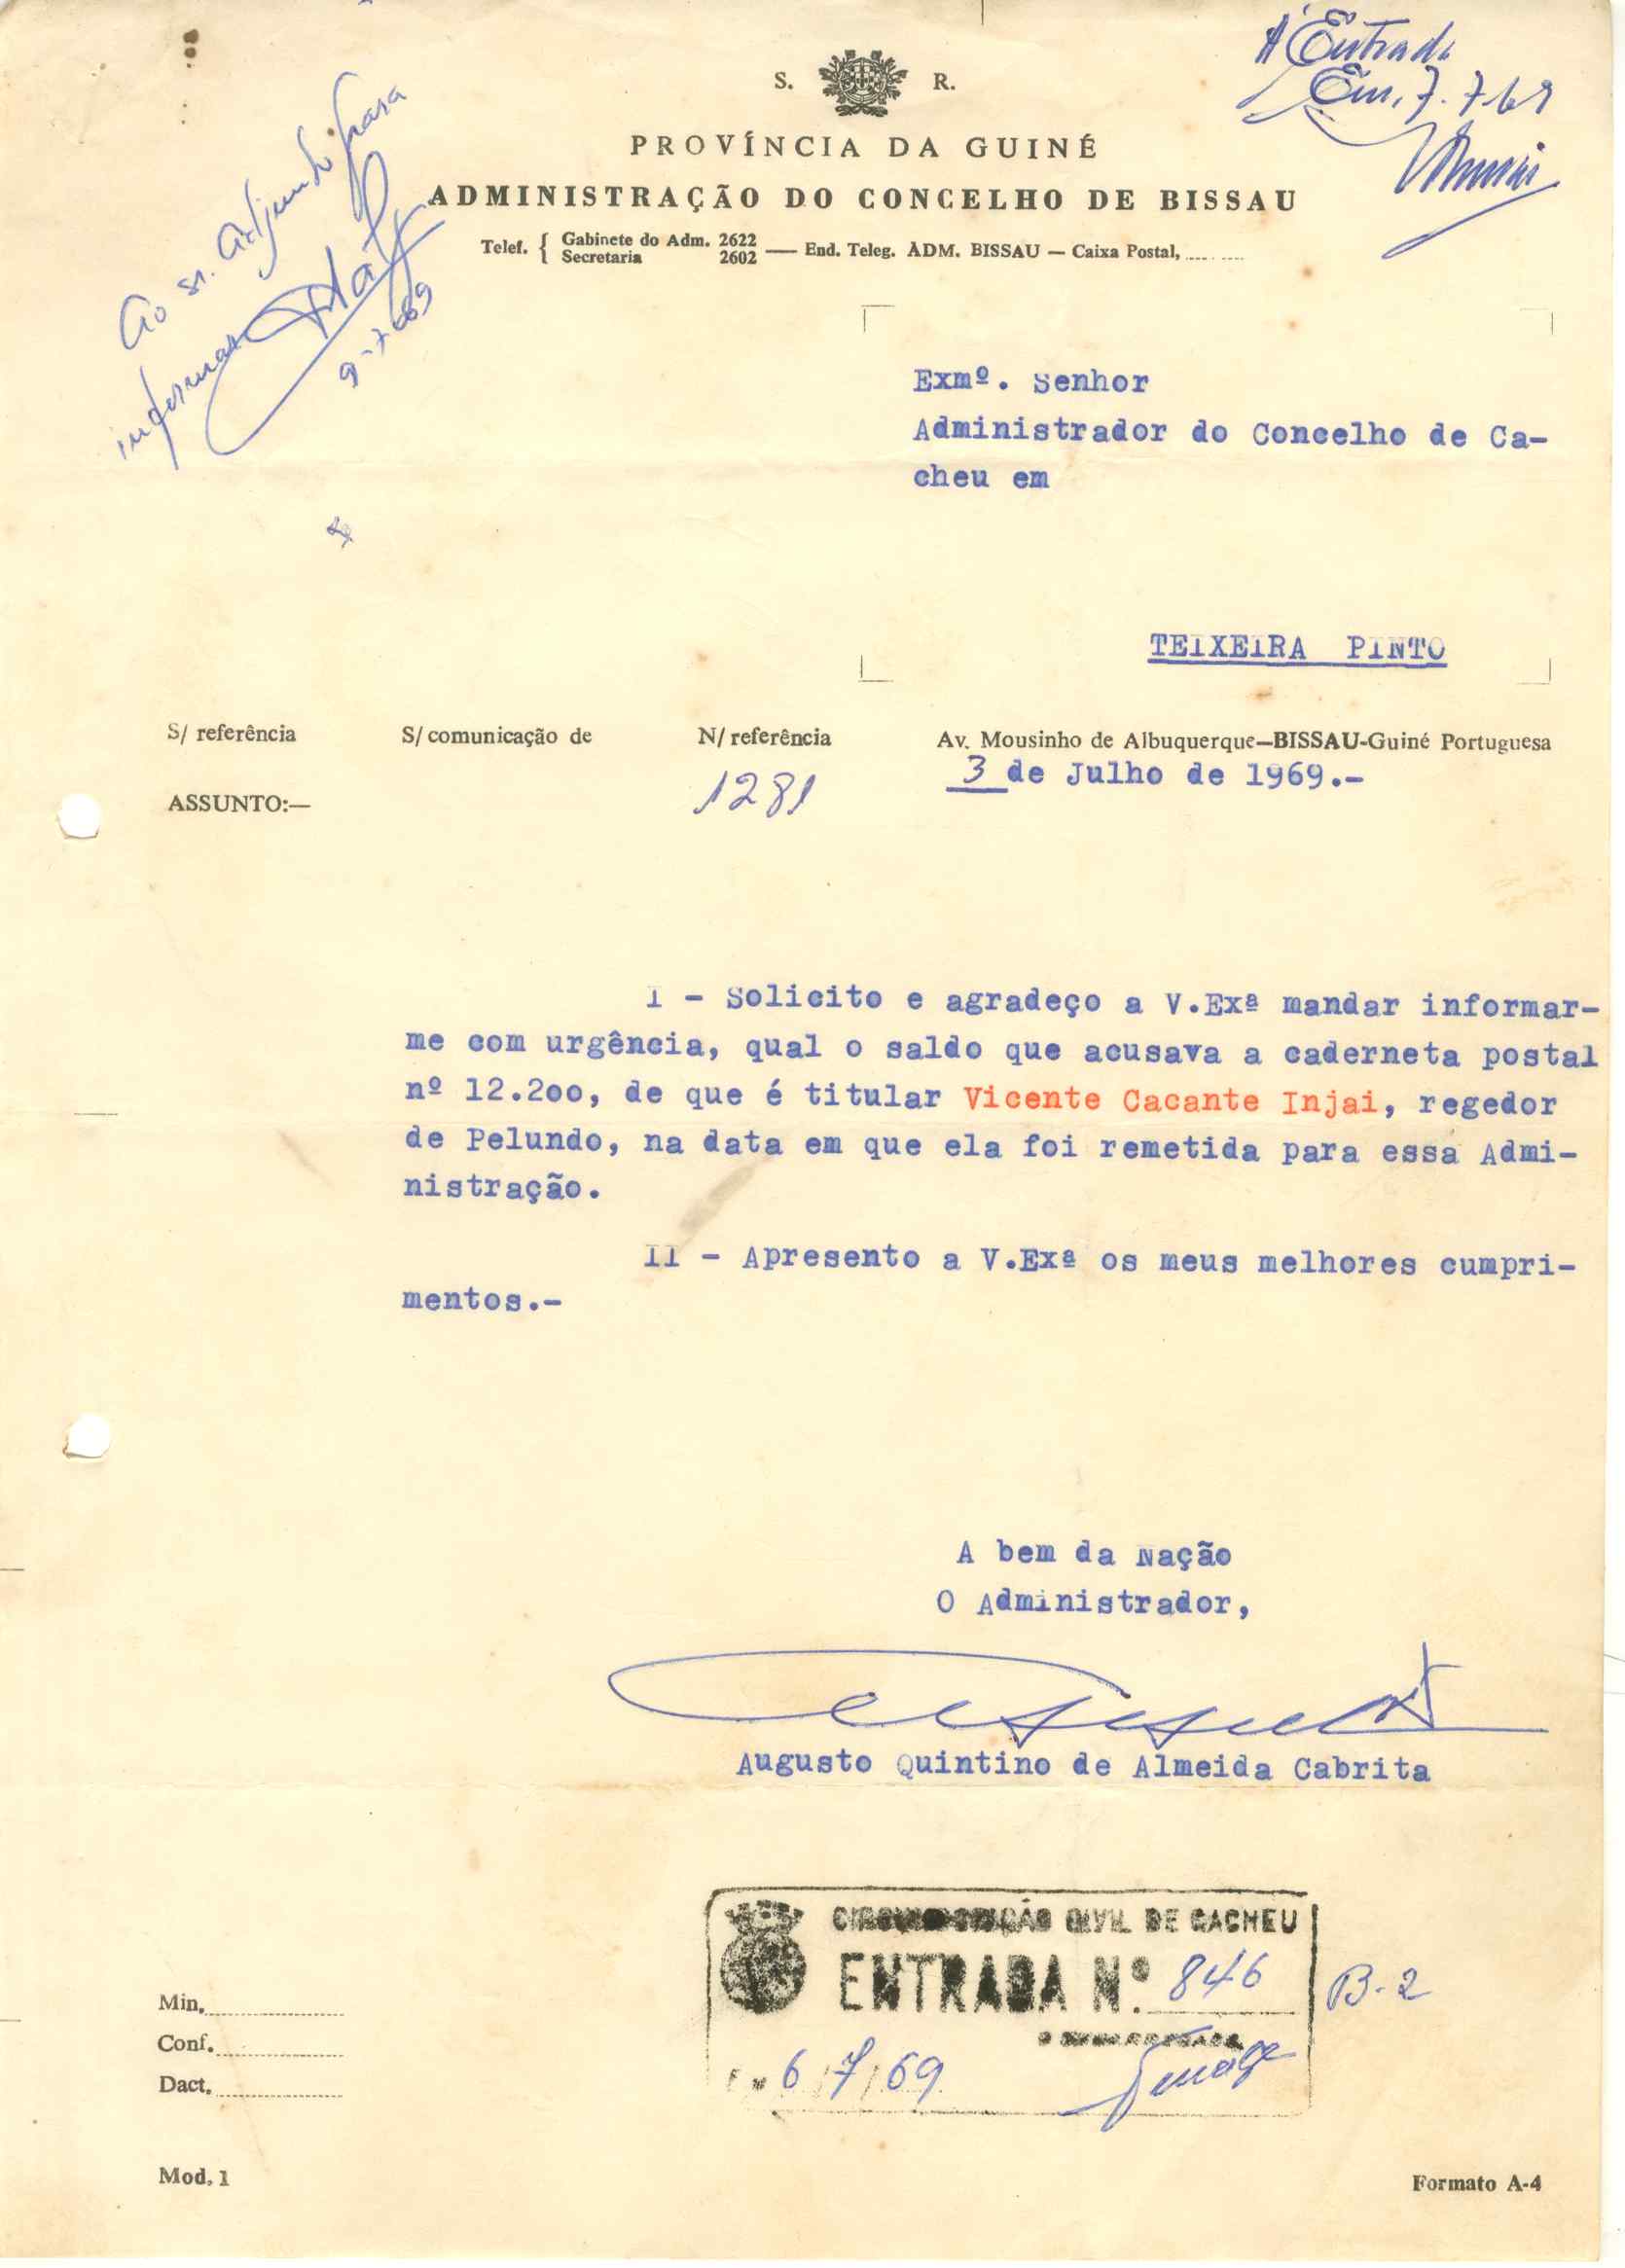 À Entrada
Em, 7.7.69
Ao sr. Adjunto para
informar
9-7-69
S. R.
PROVÍNCIA DA GUINÉ
ADMINISTRAÇÃO DO CONCELHO DE BISSAU
Telef. { Gabinete do Adm. 2622 — End. Teleg. ADM. BISSAU — Caixa Postal, ........
Secretaria 2602
Exmº. Senhor
Administrador do Concelho de Ca-
cheu em
TEIXEIRA PINTO
S/ referência S/ comunicação de N/ referência Av. Mousinho de Albuquerque—BISSAU-Guiné Portuguesa
1281 3 de Julho de 1969.-
ASSUNTO:—
I - Solicito e agradeço a V.Exª mandar informar-
me com urgência, qual o saldo que acusava a caderneta postal
nº 12.2oo, de que é titular Vicente Cacante Injai, regedor
de Pelundo, na data em que ela foi remetida para essa Admi-
nistração.
II - Apresento a V.Exª os meus melhores cumpri-
mentos.-
A bem da Nação
O Administrador,
Augusto Quintino de Almeida Cabrita
CIRCUNSCRIÇÃO CIVIL DE CACHEU
ENTRADA N.º 846 B-2
6/7/69
Min.
Conf.
Dact.
Mod. 1 Formato A-4